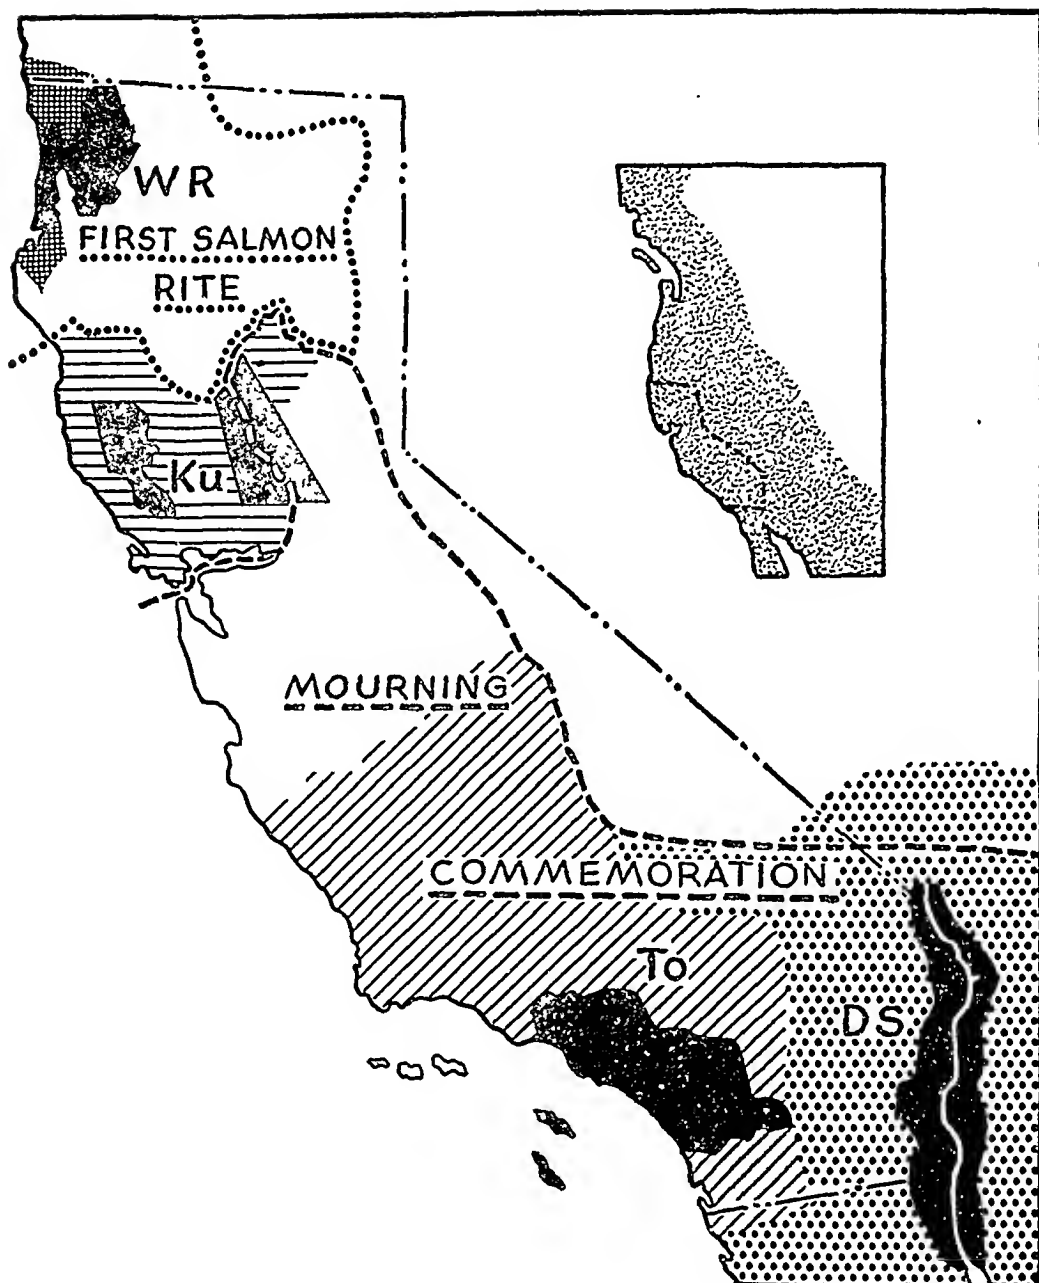 WR
FIRST SALMON
RITE
Ku
MOURNING
COMMEMORATION
To
DS